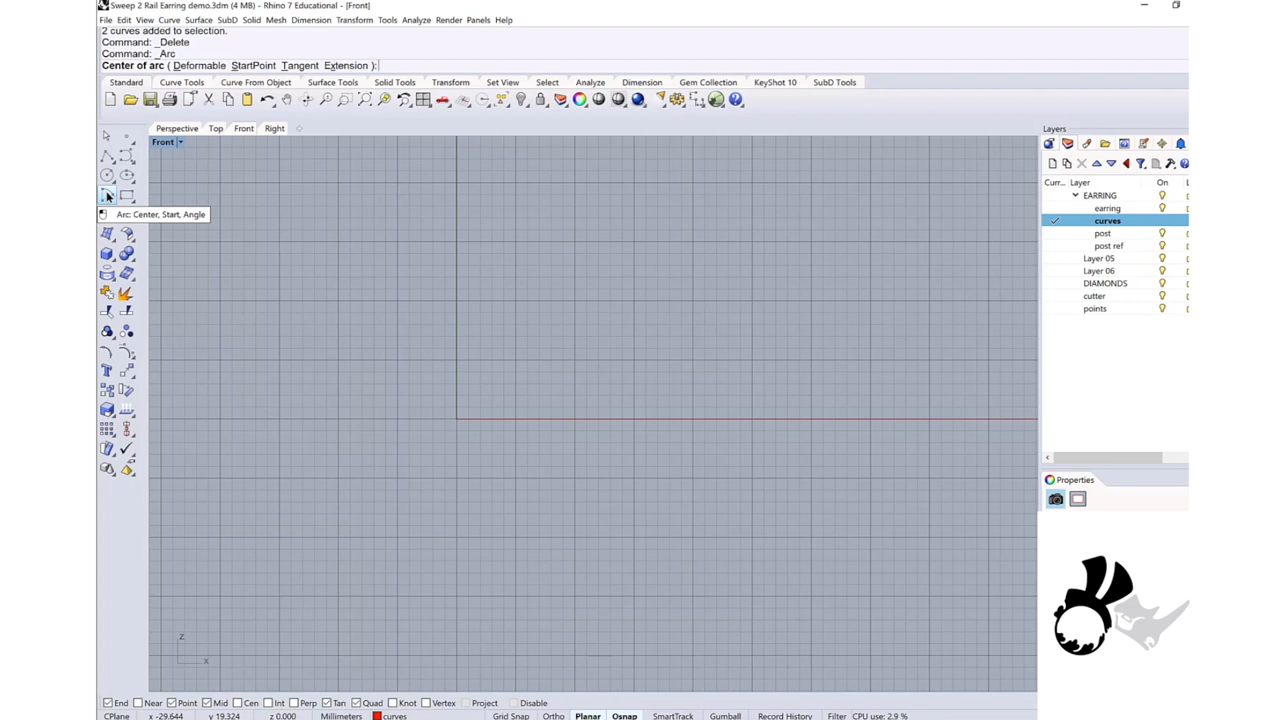 Sweep 2 Rail Earring demo.3dm (4 MB) - Rhino 7 Educational - [Front]
File Edit View Curve Surface SubD Solid Mesh Dimension Transform Tools Analyze Render Panels Help
2 curves added to selection.
Command: _Delete
Command: _Arc
Center of arc ( Deformable StartPoint Tangent Extension ):
Standard Curve Tools Curve From Object Surface Tools Solid Tools Transform Set View Select Analyze Dimension Gem Collection KeyShot 10 SubD Tools
Perspective Top Front Right
Front
Arc: Center, Start, Angle
Layers
Curr... Layer On L
EARRING
earring
curves
post
post ref
Layer 05
Layer 06
DIAMONDS
cutter
points
Properties
z
x
End Near Point Mid Cen Int Perp Tan Quad Knot Vertex Project Disable
CPlane x -29.644 y 19.324 z 0.000 Millimeters curves Grid Snap Ortho Planar Osnap SmartTrack Gumball Record History Filter CPU use: 2.9 %